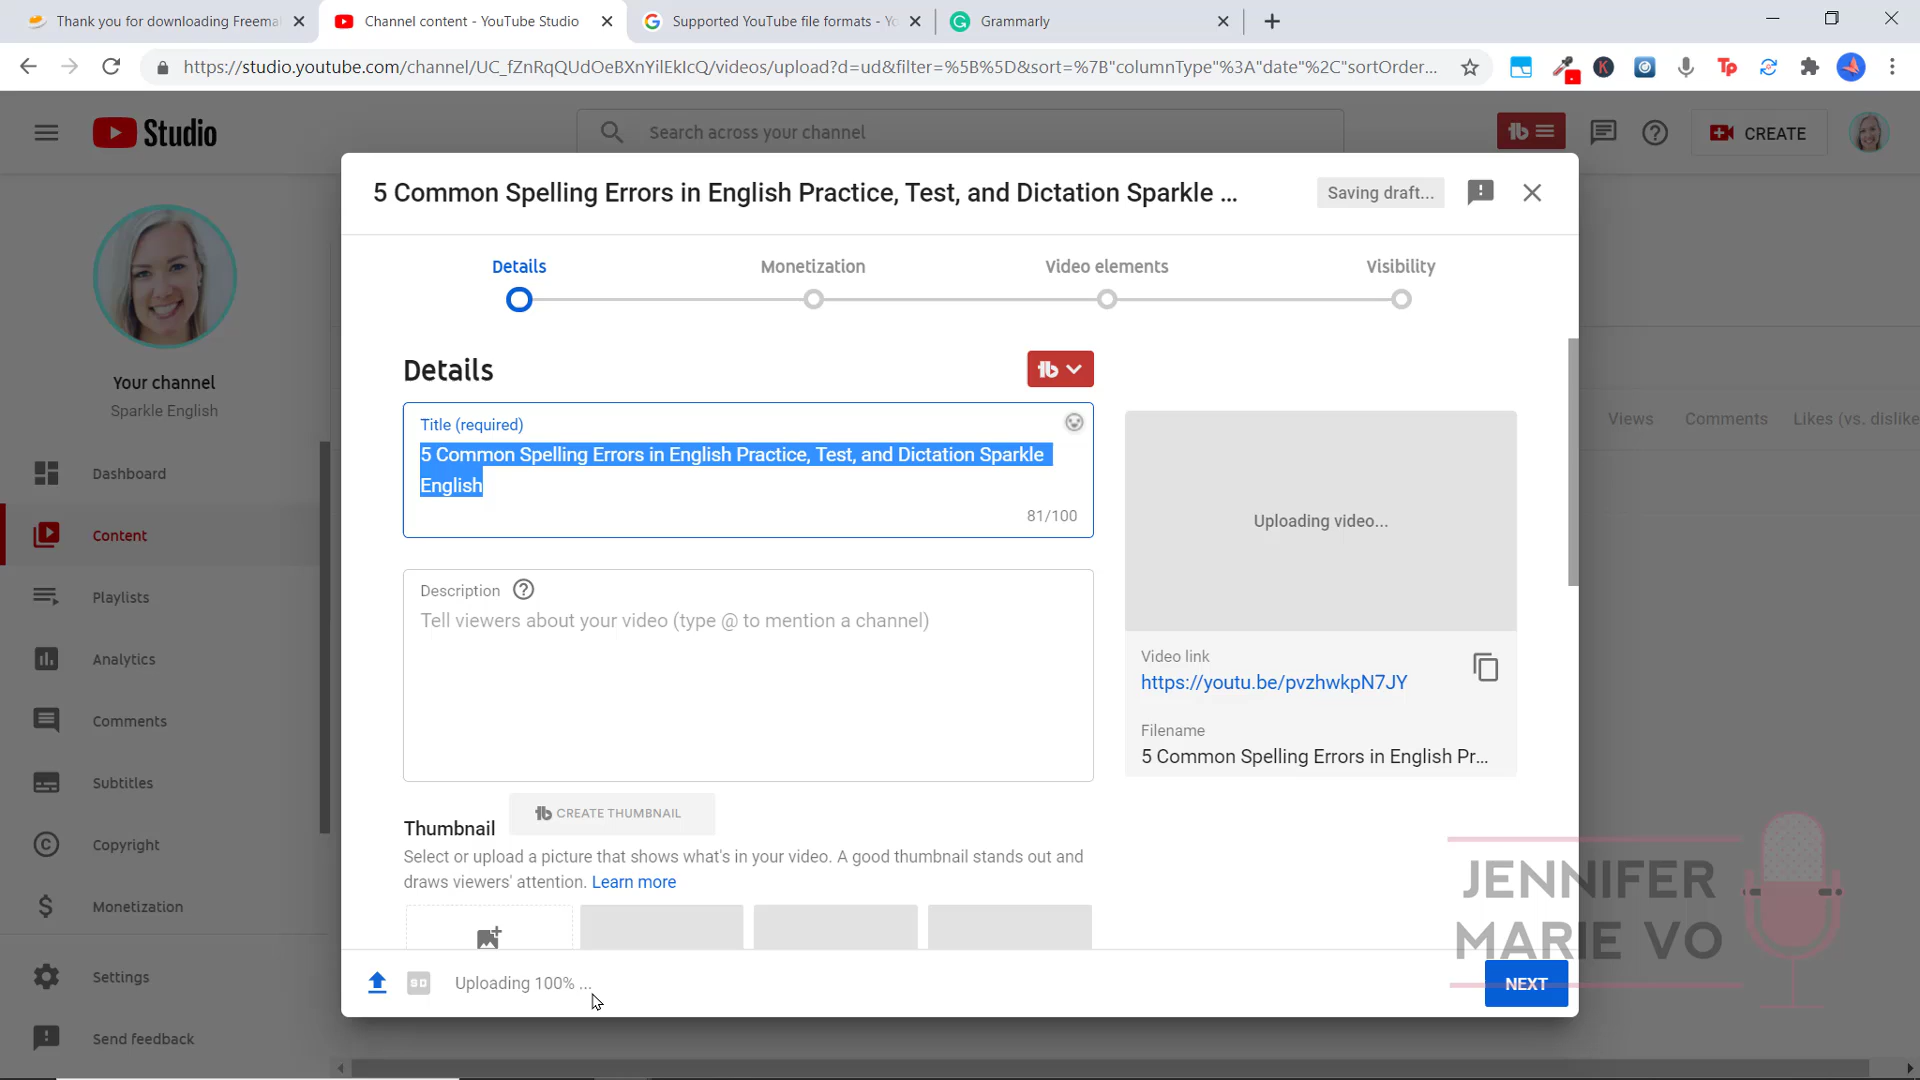 Thank you for downloading Freema
Channel content - YouTube Studio
Supported YouTube file formats - Yo
Grammarly
https://studio.youtube.com/channel/UC_fZnRqQUdOeBXnYilEkIcQ/videos/upload?d=ud&filter=%5B%5D&sort=%7B"columnType"%3A"date"%2C"sortOrder...
K
Tp
Studio
Search across your channel
CREATE
5 Common Spelling Errors in English Practice, Test, and Dictation Sparkle ...
Saving draft...
Details
Monetization
Video elements
Visibility
Your channel
Sparkle English
Dashboard
Content
Playlists
Analytics
Comments
Subtitles
Copyright
Monetization
Settings
Send feedback
Details
Title (required)
5 Common Spelling Errors in English Practice, Test, and Dictation Sparkle
English
81/100
Description
Tell viewers about your video (type @ to mention a channel)
Thumbnail
CREATE THUMBNAIL
Select or upload a picture that shows what's in your video. A good thumbnail stands out and
draws viewers' attention. Learn more
Uploading video...
Video link
https://youtu.be/pvzhwkpN7JY
Filename
5 Common Spelling Errors in English Pr...
Views
Comments
Likes (vs. dislike
SD
Uploading 100% ...
NEXT
JENNIFER
MARIE VO